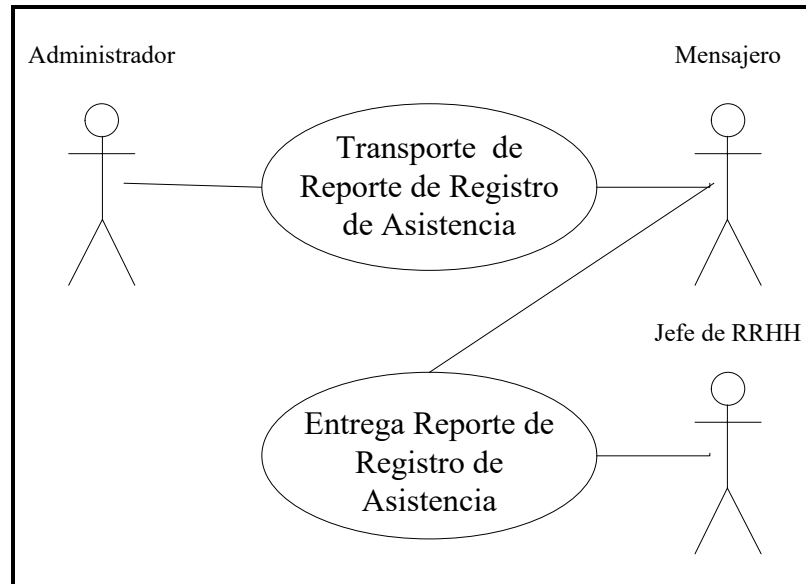 Administrador
Mensajero
Transporte de
Reporte de Registro
de Asistencia
Jefe de RRHH
Entrega Reporte de
Registro de
Asistencia